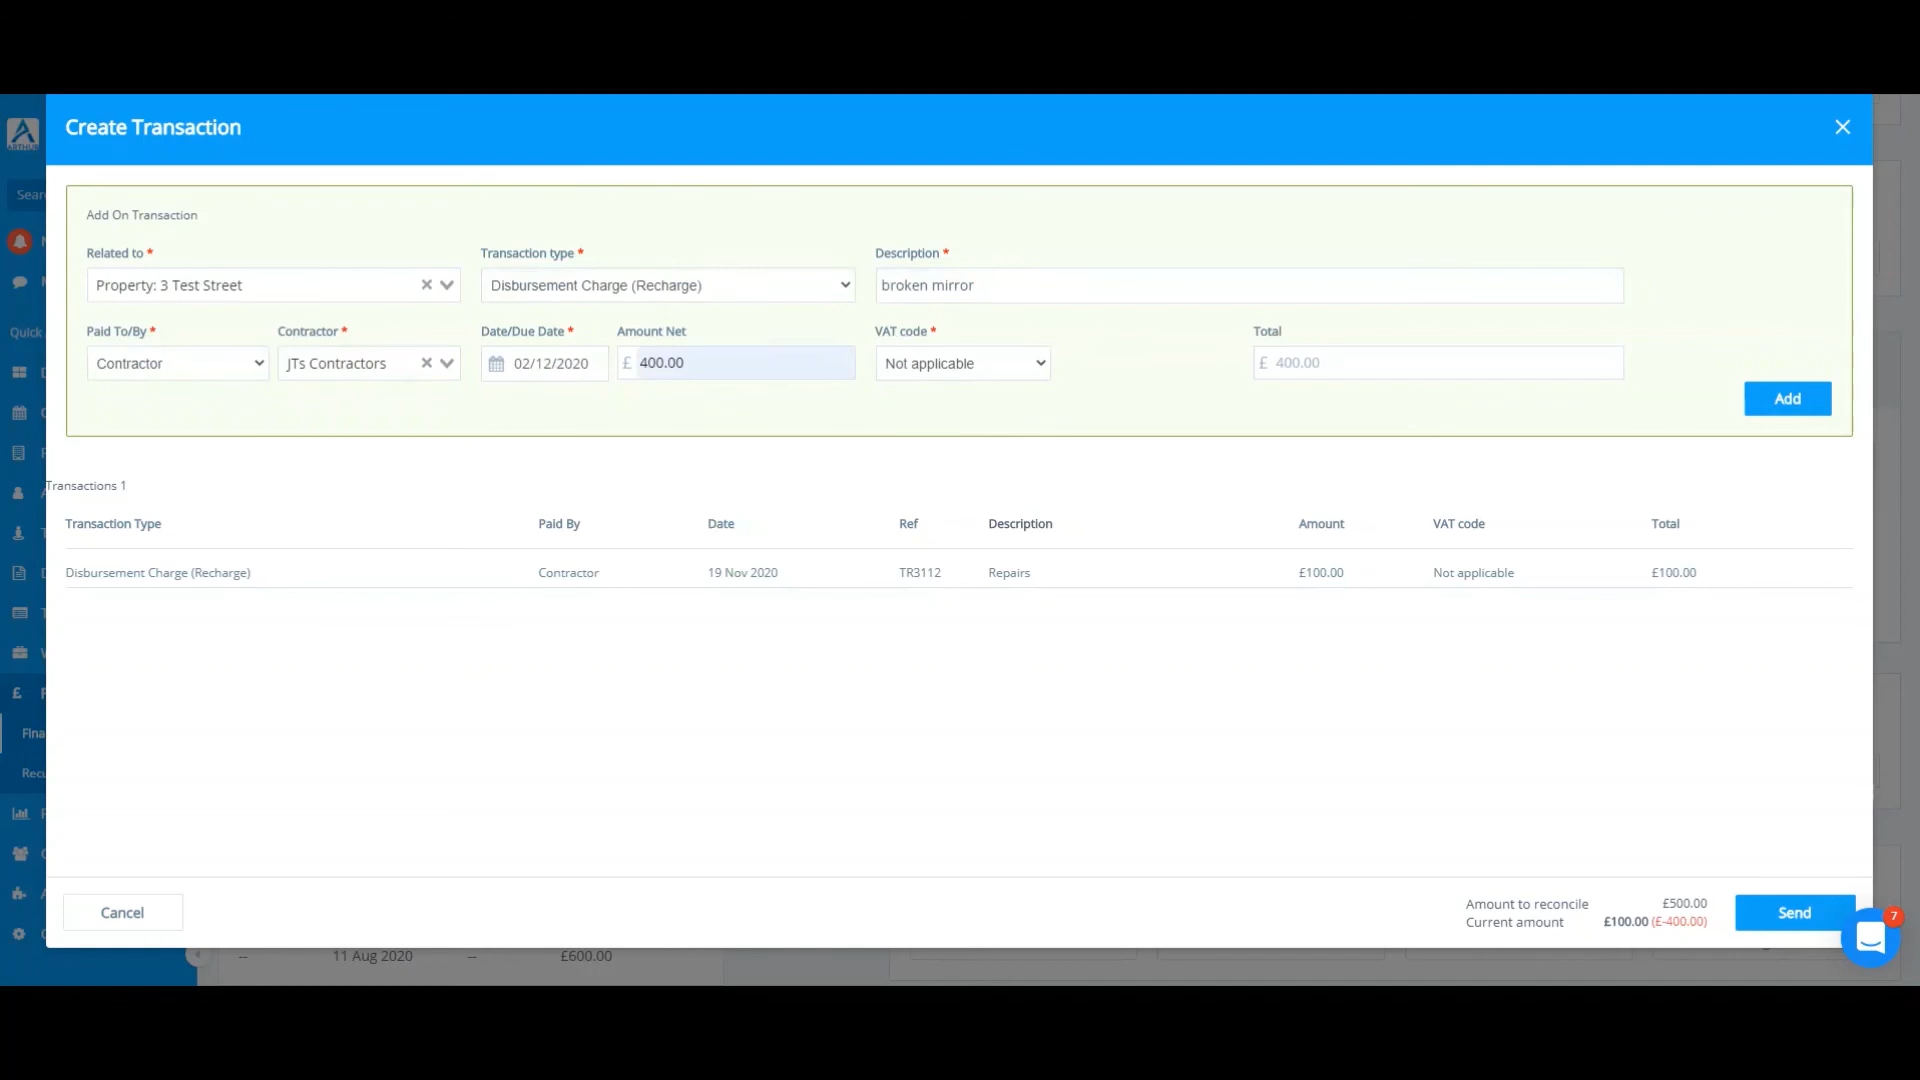 Create Transaction
ARTHUR
Sear
Add On Transaction
Related to *
Transaction type *
Description *
Property: 3 Test Street
Disbursement Charge (Recharge)
broken mirror
Quick
Paid To/By *
Contractor *
Date/Due Date *
Amount Net
VAT code *
Total
Contractor
JTs Contractors
02/12/2020
£ 400.00
Not applicable
£ 400.00
Add
Transactions 1
Transaction Type
Paid By
Date
Ref
Description
Amount
VAT code
Total
Disbursement Charge (Recharge)
Contractor
19 Nov 2020
TR3112
Repairs
£100.00
Not applicable
£100.00
£
Fina
Recu
Cancel
Amount to reconcile £500.00
Current amount £100.00 (£-400.00)
Send
7
-- 11 Aug 2020 -- £600.00